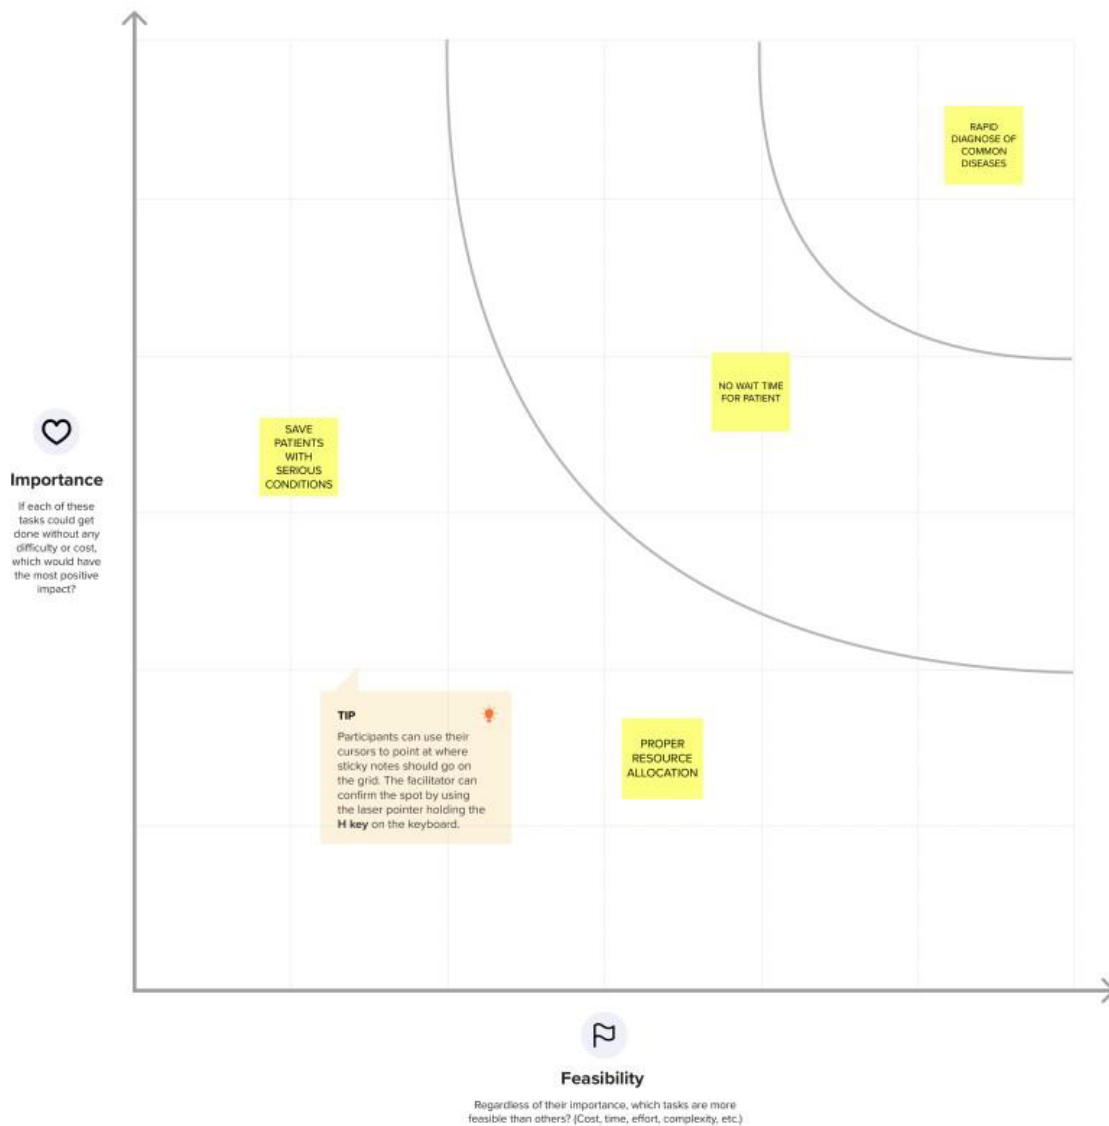 RAPID
DIAGNOSE OF
COMMON
DISEASES
NO WAIT TIME
FOR PATIENT
SAVE
PATIENTS
WITH
SERIOUS
CONDITIONS
Importance
If each of these
tasks could get
done without any
difficulty or cost,
which would have
the most positive
impact?
TIP
Participants can use their
cursors to point at where
sticky notes should go on
the grid. The facilitator can
confirm the spot by using
the laser pointer holding the
H key on the keyboard.
PROPER
RESOURCE
ALLOCATION
Feasibility
Regardless of their importance, which tasks are more
feasible than others? (Cost, time, effort, complexity, etc.)